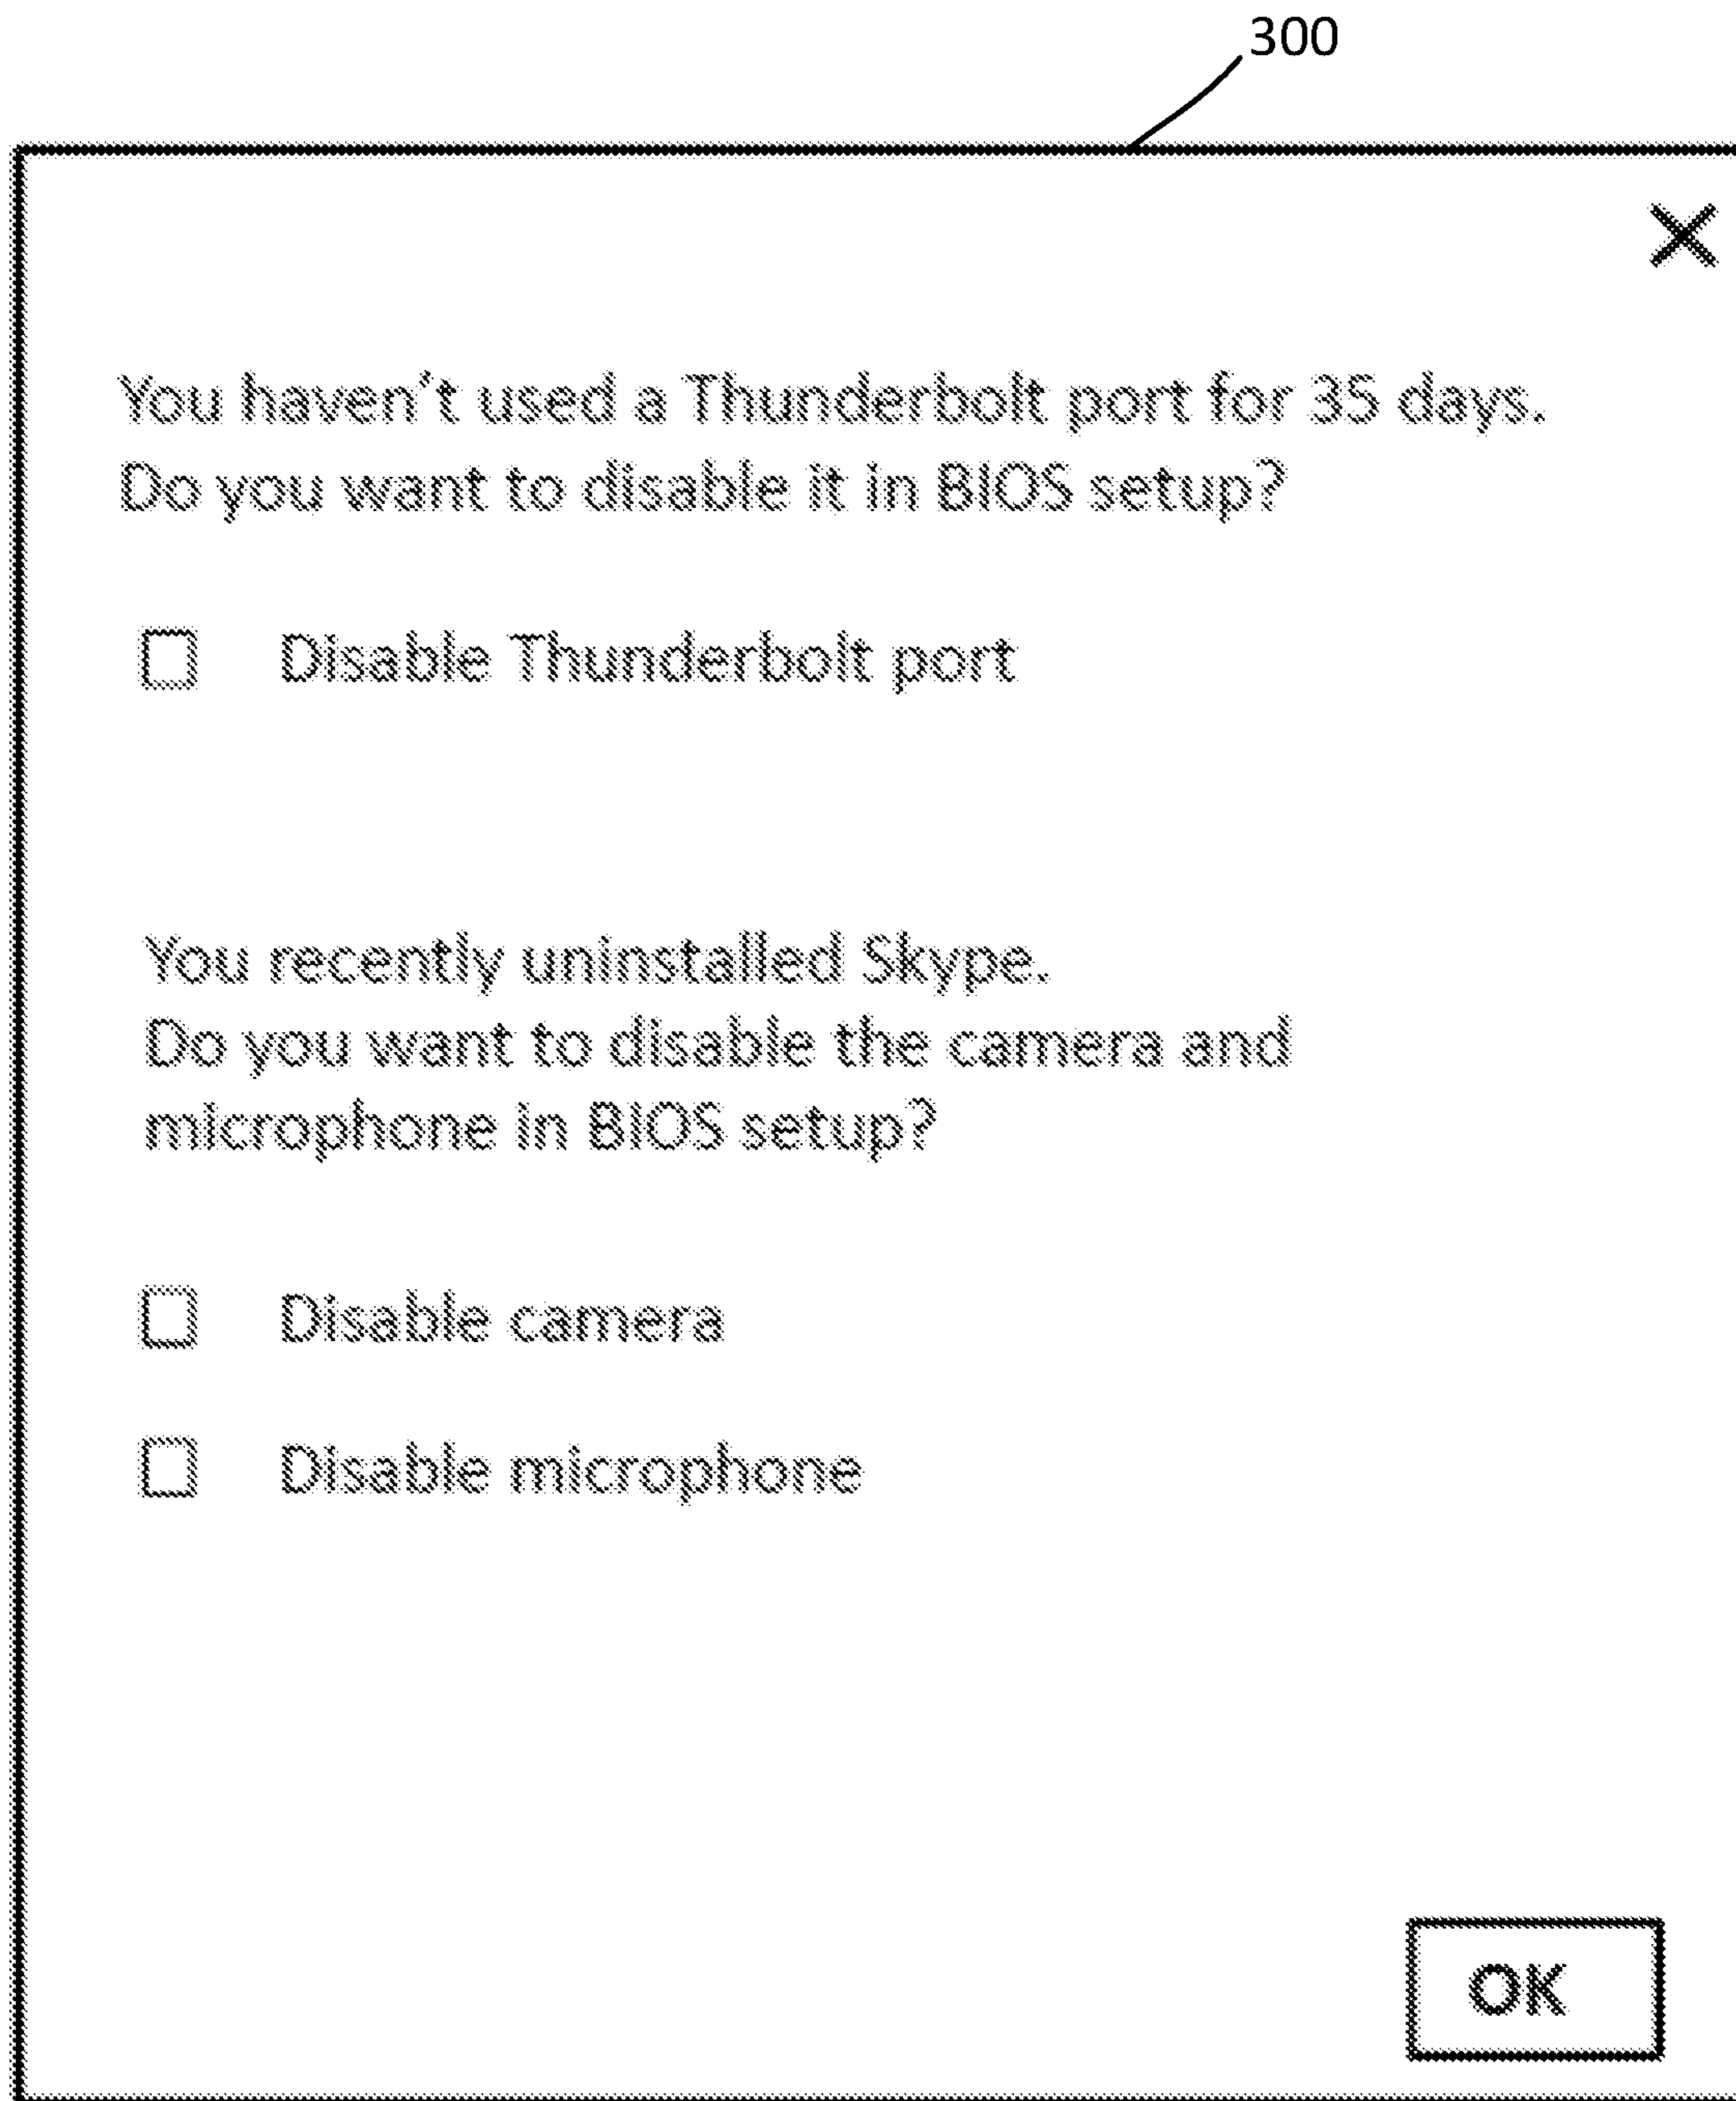 300
You haven't used a Thunderbolt port for 35 days.
Do you want to disable it in BIOS setup?
Disable Thunderbolt port
You recently uninstalled Skype.
Do you want to disable the camera and
microphone in BIOS setup?
Disable camera
Disable microphone
OK